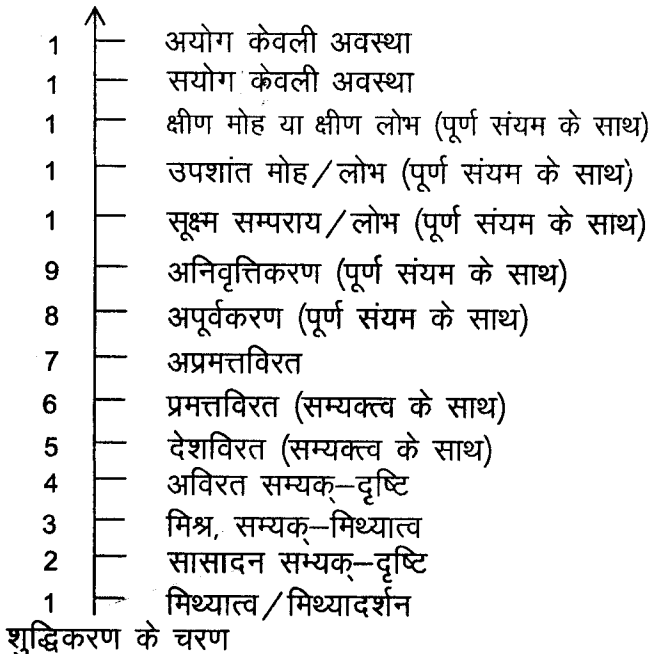 1 अयोग केवली अवस्था
1 सयोग केवली अवस्था
1 क्षीण मोह या क्षीण लोभ (पूर्ण संयम के साथ)
1 उपशांत मोह/लोभ (पूर्ण संयम के साथ)
1 सूक्ष्म सम्पराय/लोभ (पूर्ण संयम के साथ)
9 अनिवृत्तिकरण (पूर्ण संयम के साथ)
8 अपूर्वकरण (पूर्ण संयम के साथ)
7 अप्रमत्तविरत
6 प्रमत्तविरत (सम्यक्त्व के साथ)
5 देशविरत (सम्यक्त्व के साथ)
4 अविरत सम्यक्–दृष्टि
3 मिश्र, सम्यक्–मिथ्यात्व
2 सासादन सम्यक्–दृष्टि
1 मिथ्यात्व/मिथ्यादर्शन
शुद्धिकरण के चरण